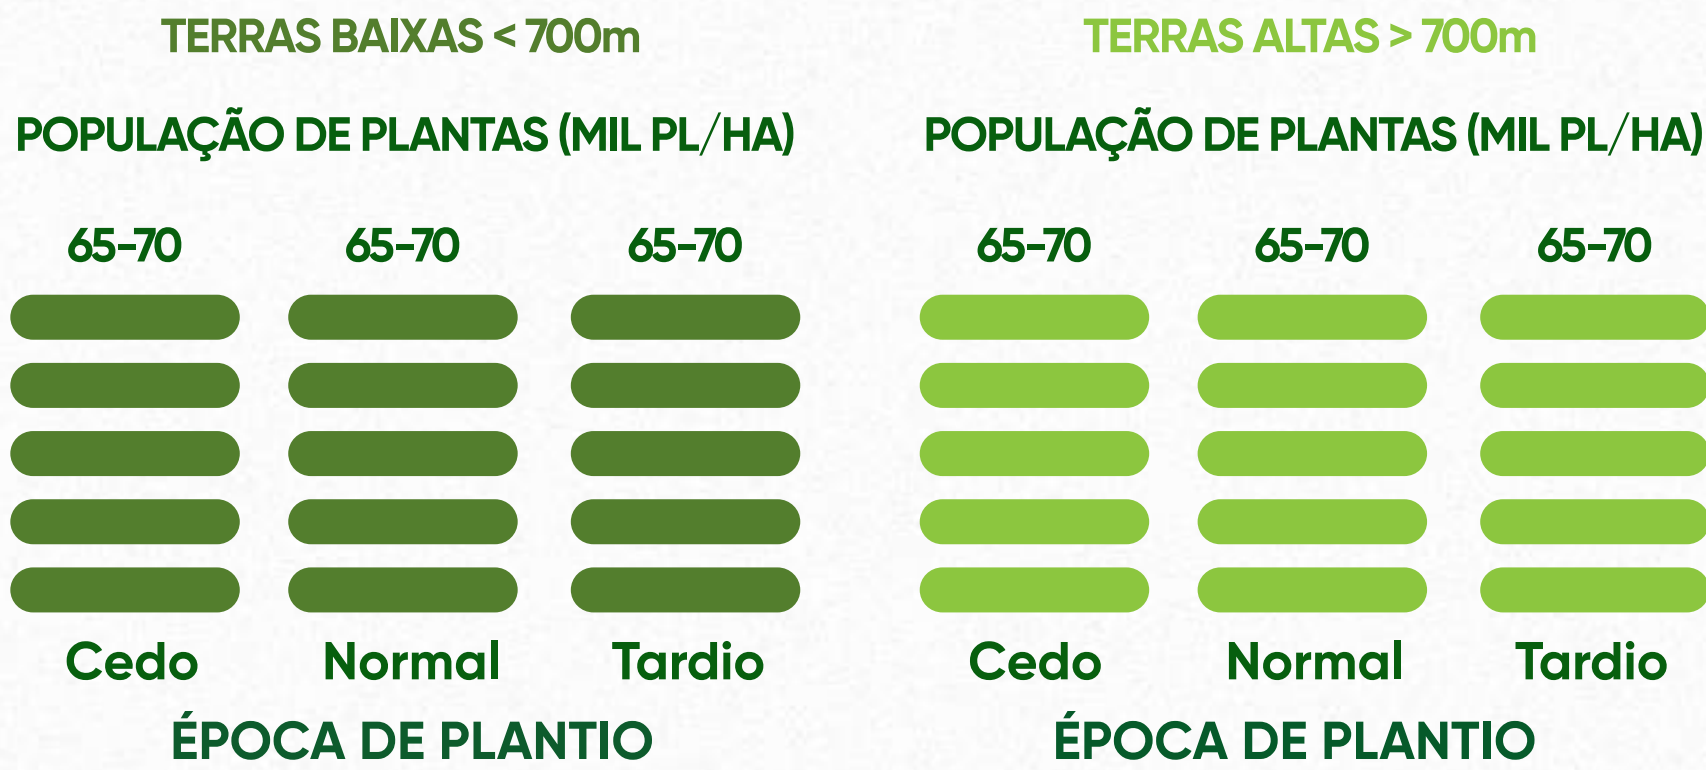 TERRAS BAIXAS < 700m
POPULAÇÃO DE PLANTAS (MIL PL/HA)
65-70 65-70 65-70
Cedo Normal Tardio
ÉPOCA DE PLANTIO
TERRAS ALTAS > 700m
POPULAÇÃO DE PLANTAS (MIL PL/HA)
65-70 65-70 65-70
Cedo Normal Tardio
ÉPOCA DE PLANTIO